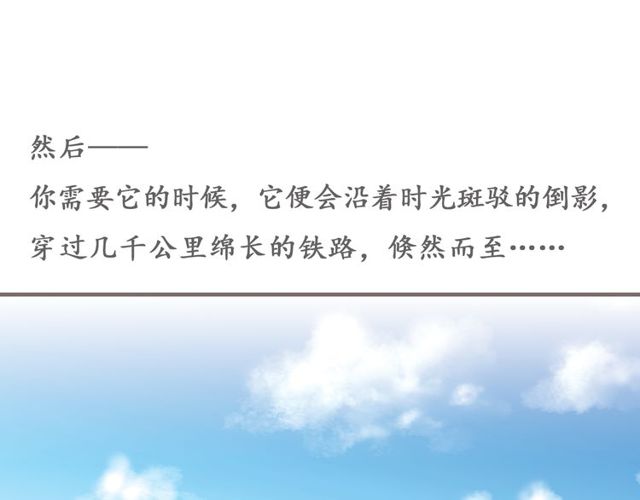 然后——
你需要它的时候，它便会沿着时光斑驳的倒影，
穿过几千公里绵长的铁路，倏然而至……